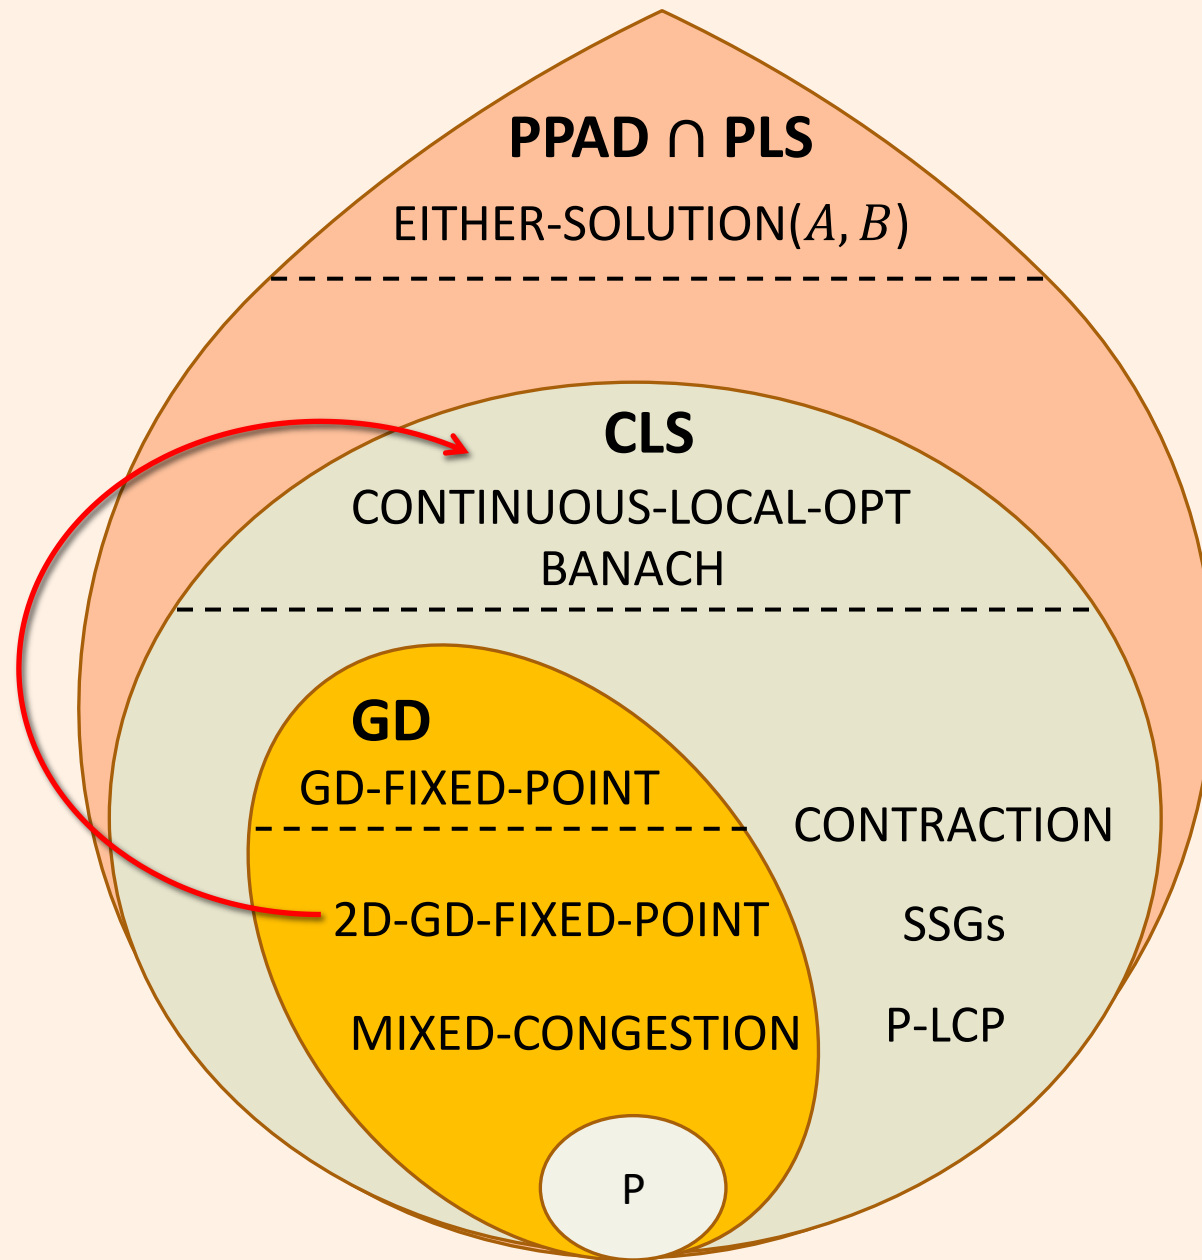 PPAD ∩ PLS
EITHER-SOLUTION(A, B)
CLS
CONTINUOUS-LOCAL-OPT
BANACH
GD
GD-FIXED-POINT
CONTRACTION
2D-GD-FIXED-POINT
SSGs
MIXED-CONGESTION
P-LCP
P